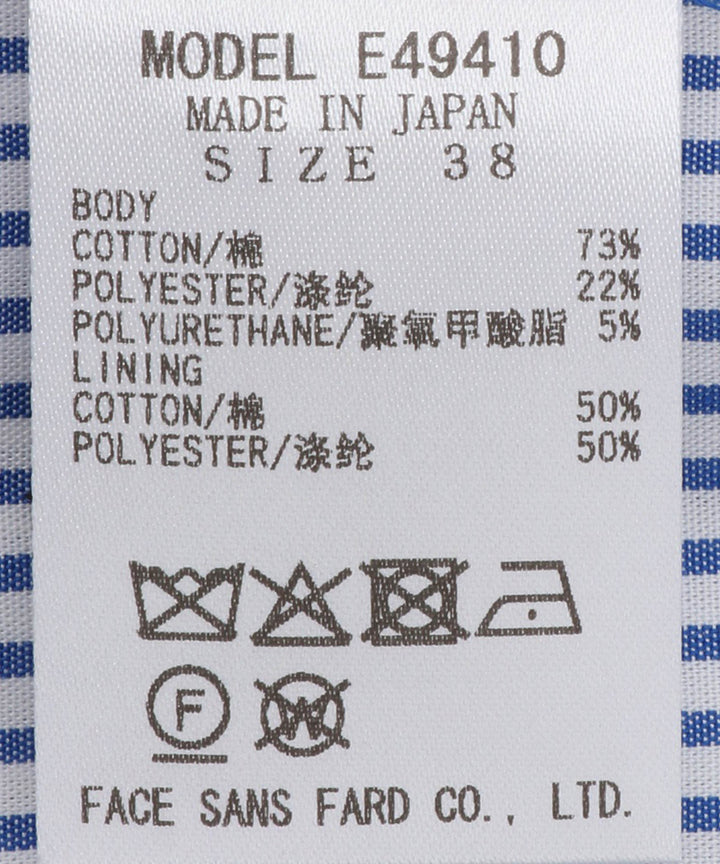 MODEL E49410
MADE IN JAPAN
SIZE 38
BODY
COTTON/棉 73%
POLYESTER/涤纶 22%
POLYURETHANE/聚氧甲酸脂 5%
LINING
COTTON/棉 50%
POLYESTER/涤纶 50%
F W
FACE SANS FARD CO., LTD.